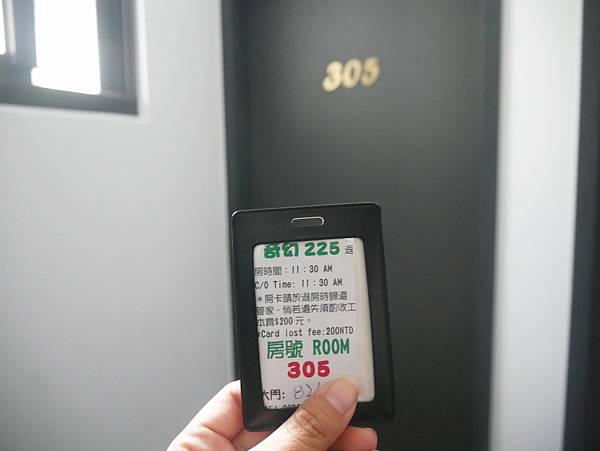 305
奇幻 225 退
房時間：11：30 AM
C/O Time: 11：30 AM
＊房卡請於退房時歸還
管家，倘若遺失須酌收工
本費$200元。
*Card lost fee:200NTD
房號 ROOM
305
大門: 82